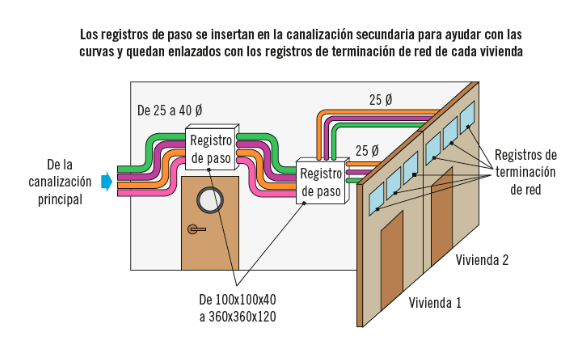 Los registros de paso se insertan en la canalización secundaria para ayudar con las
curvas y quedan enlazados con los registros de terminación de red de cada vivienda
De 25 a 40 Ø
25 Ø
Registro
de paso
25 Ø
De la
canalización
principal
Registro
de paso
Registros de
terminación
de red
Vivienda 2
De 100x100x40
a 360x360x120
Vivienda 1